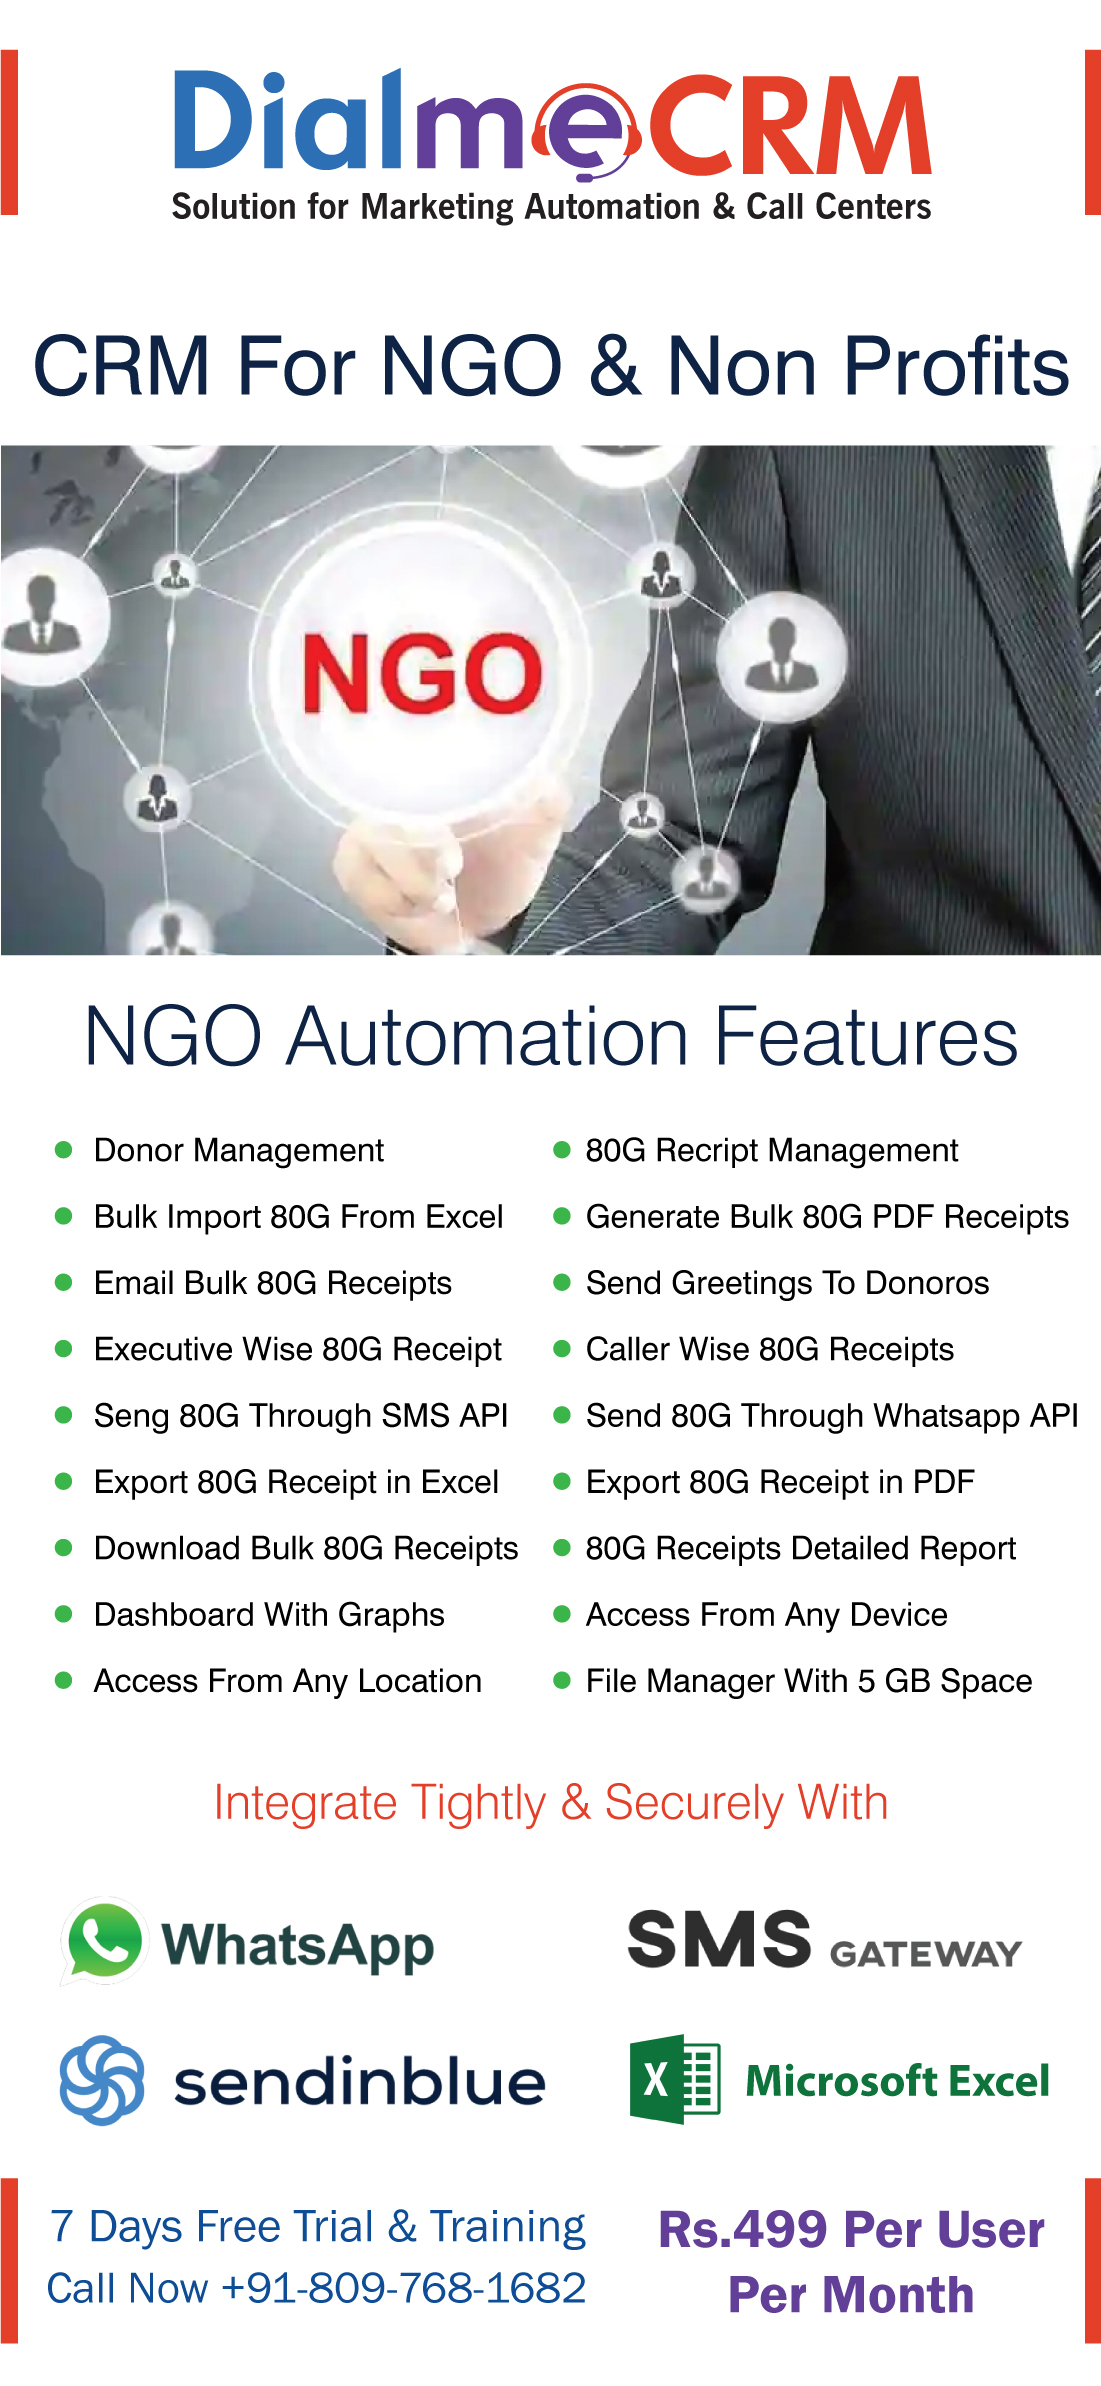 DialmeCRM
Solution for Marketing Automation & Call Centers
CRM For NGO & Non Profits
NGO
NGO Automation Features
Donor Management
80G Recript Management
Bulk Import 80G From Excel
Generate Bulk 80G PDF Receipts
Email Bulk 80G Receipts
Send Greetings To Donoros
Executive Wise 80G Receipt
Caller Wise 80G Receipts
Seng 80G Through SMS API
Send 80G Through Whatsapp API
Export 80G Receipt in Excel
Export 80G Receipt in PDF
Download Bulk 80G Receipts
80G Receipts Detailed Report
Dashboard With Graphs
Access From Any Device
Access From Any Location
File Manager With 5 GB Space
Integrate Tightly & Securely With
WhatsApp
SMS GATEWAY
sendinblue
X Microsoft Excel
7 Days Free Trial & Training
Call Now +91-809-768-1682
Rs.499 Per User
Per Month